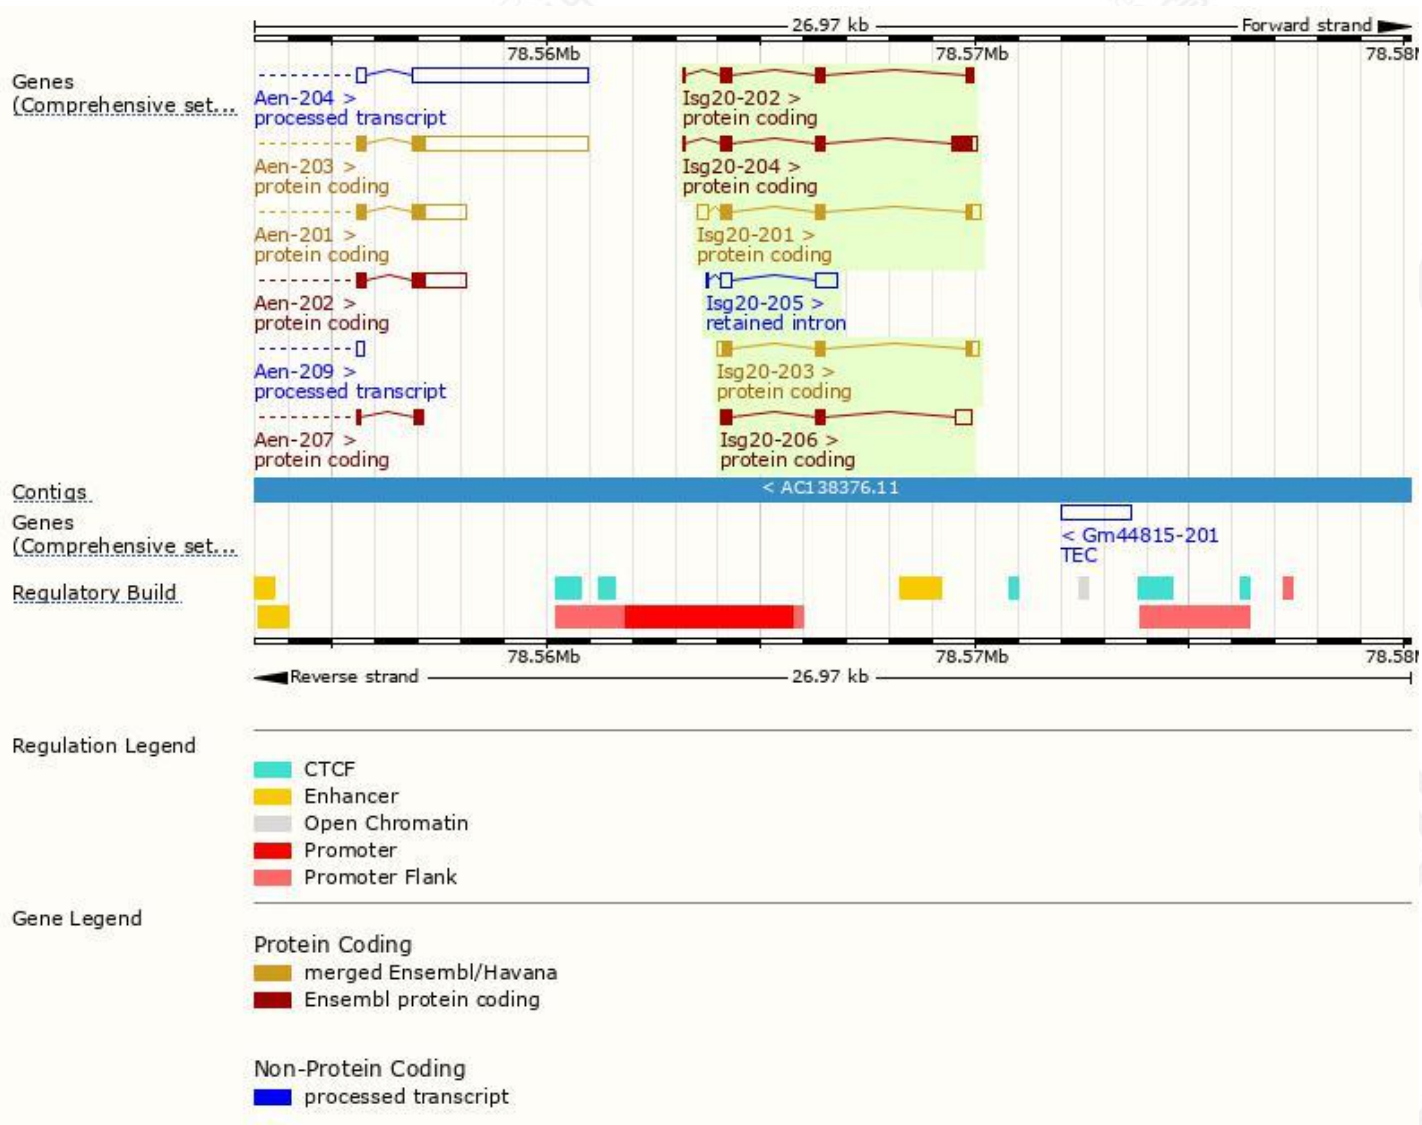 26.97 kb Forward strand
78.56Mb 78.57Mb 78.58M
Genes
(Comprehensive set...
Aen-204 >
processed transcript
Isg20-202 >
protein coding
Aen-203 >
protein coding
Isg20-204 >
protein coding
Aen-201 >
protein coding
Isg20-201 >
protein coding
Aen-202 >
protein coding
Isg20-205 >
retained intron
Aen-209 >
processed transcript
Isg20-203 >
protein coding
Aen-207 >
protein coding
Isg20-206 >
protein coding
Contigs
< AC138376.11
Genes
(Comprehensive set...
< Gm44815-201
TEC
Regulatory Build
78.56Mb 78.57Mb 78.58M
Reverse strand 26.97 kb
Regulation Legend
CTCF
Enhancer
Open Chromatin
Promoter
Promoter Flank
Gene Legend
Protein Coding
merged Ensembl/Havana
Ensembl protein coding
Non-Protein Coding
processed transcript